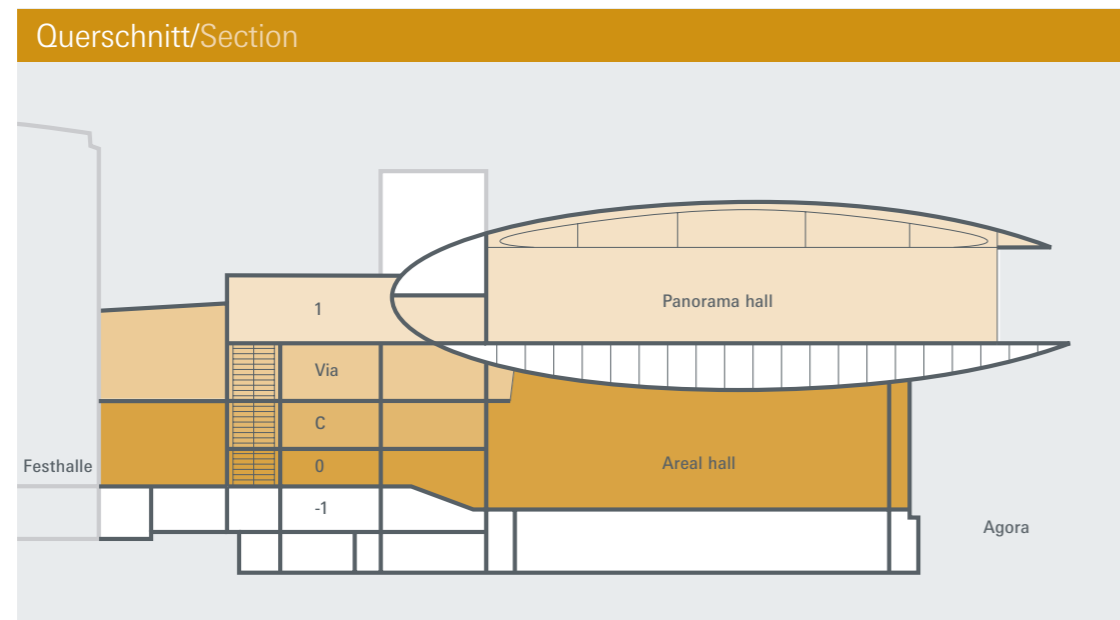 Querschnitt/Section
1
Panorama hall
Via
C
Festhalle
0
Areal hall
-1
Agora